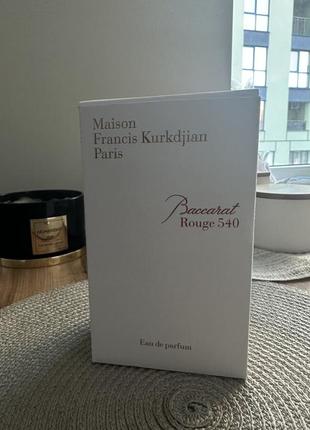 Maison
Francis Kurkdjian
Paris
Baccarat
Rouge 540
Eau de parfum